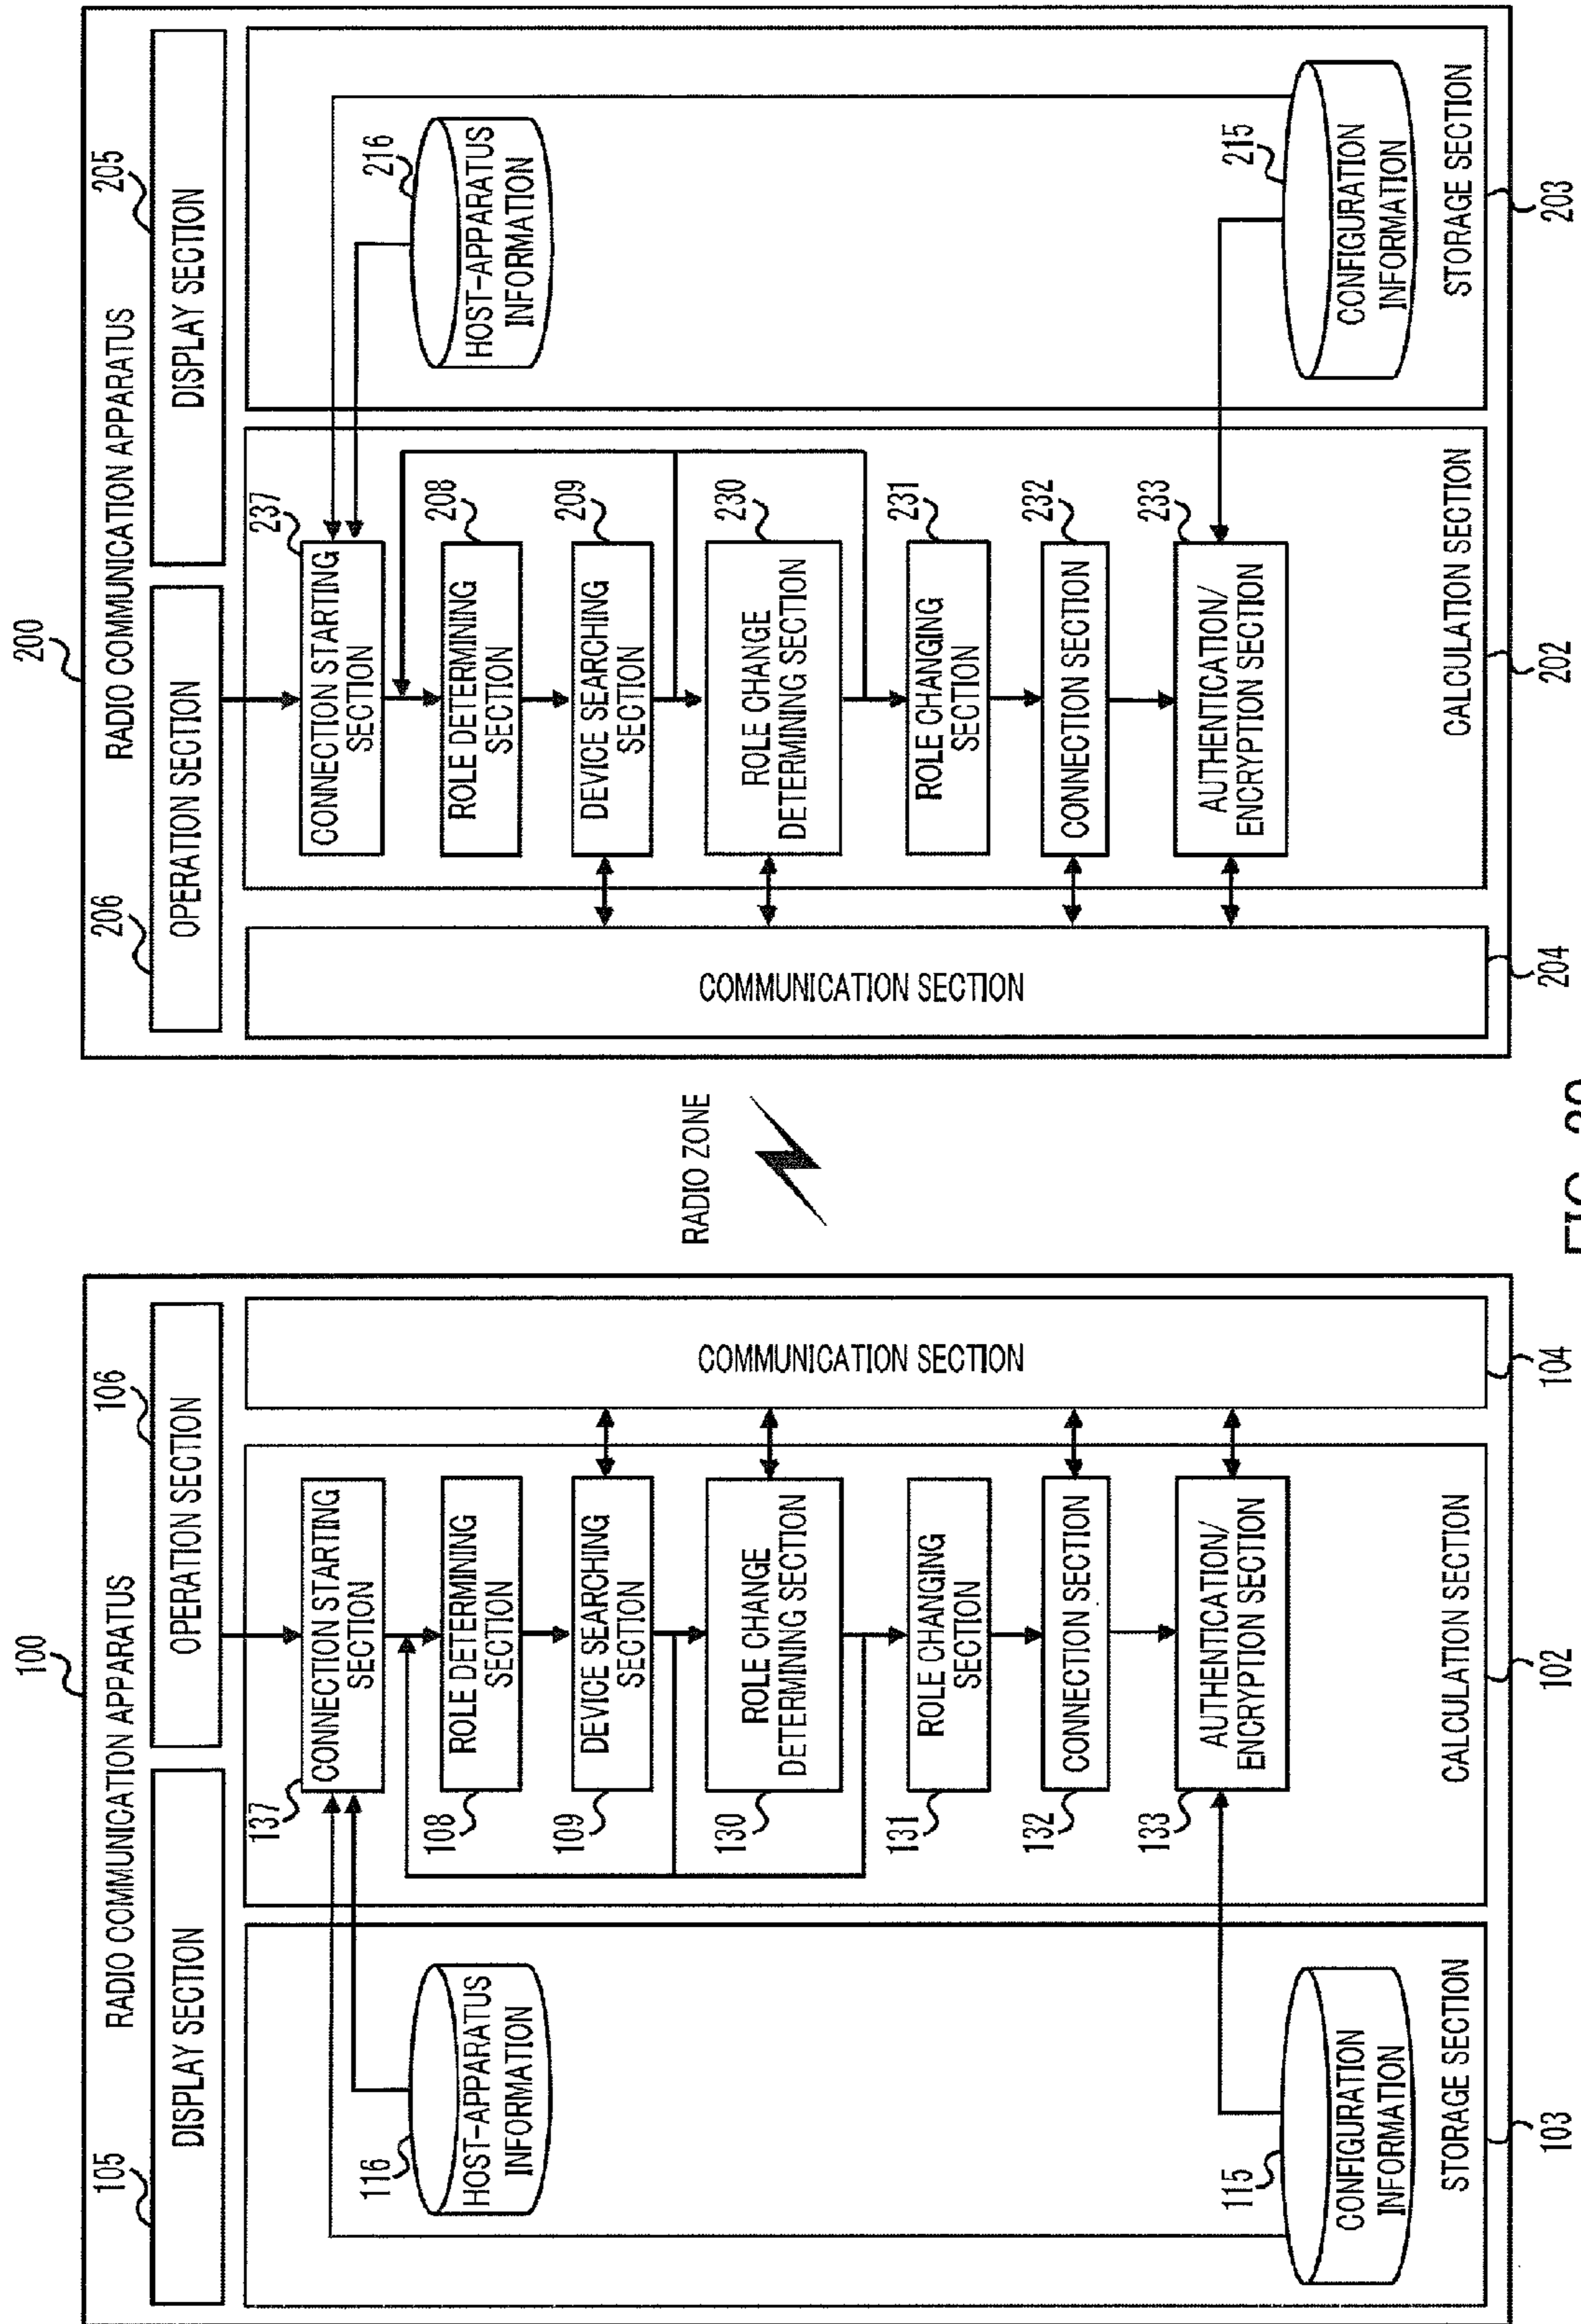 100
RADIO COMMUNICATION APPARATUS
105
DISPLAY SECTION
106
OPERATION SECTION
116
HOST-APPARATUS
INFORMATION
115
CONFIGURATION
INFORMATION
STORAGE SECTION
103
137
CONNECTION STARTING
SECTION
108
ROLE DETERMINING
SECTION
109
DEVICE SEARCHING
SECTION
130
ROLE CHANGE
DETERMINING SECTION
131
ROLE CHANGING
SECTION
132
CONNECTION SECTION
133
AUTHENTICATION/
ENCRYPTION SECTION
CALCULATION SECTION
102
COMMUNICATION SECTION
104
RADIO ZONE
200
RADIO COMMUNICATION APPARATUS
206
OPERATION SECTION
205
DISPLAY SECTION
COMMUNICATION SECTION
204
237
CONNECTION STARTING
SECTION
208
ROLE DETERMINING
SECTION
209
DEVICE SEARCHING
SECTION
230
ROLE CHANGE
DETERMINING SECTION
231
ROLE CHANGING
SECTION
232
CONNECTION SECTION
233
AUTHENTICATION/
ENCRYPTION SECTION
CALCULATION SECTION
202
216
HOST-APPARATUS
INFORMATION
215
CONFIGURATION
INFORMATION
STORAGE SECTION
203
FIG.